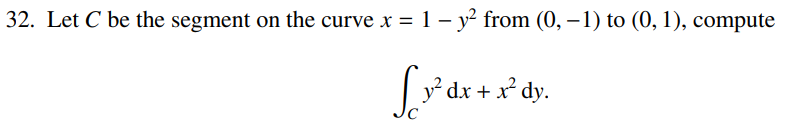 32. Let C be the segment on the curve x = 1 − y² from (0, −1) to (0, 1), compute
∫_C y² dx + x² dy.